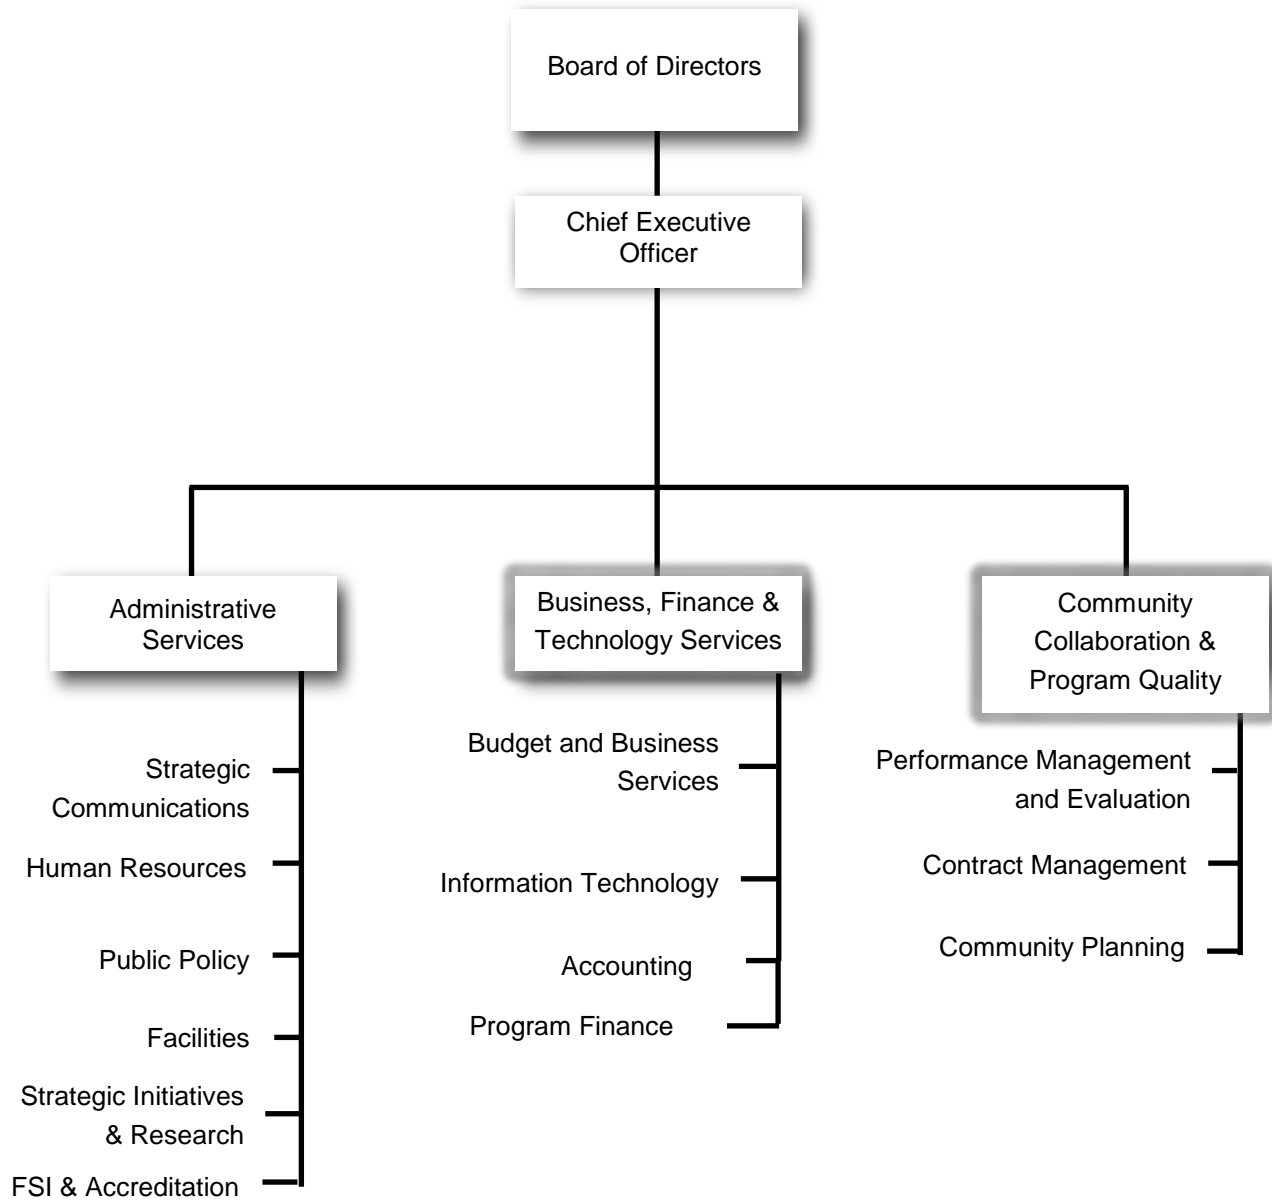 Board of Directors
Chief Executive
Officer
Administrative
Services
Business, Finance &
Technology Services
Community
Collaboration &
Program Quality
Strategic
Communications
Human Resources
Public Policy
Facilities
Strategic Initiatives
& Research
FSI & Accreditation
Budget and Business
Services
Information Technology
Accounting
Program Finance
Performance Management
and Evaluation
Contract Management
Community Planning